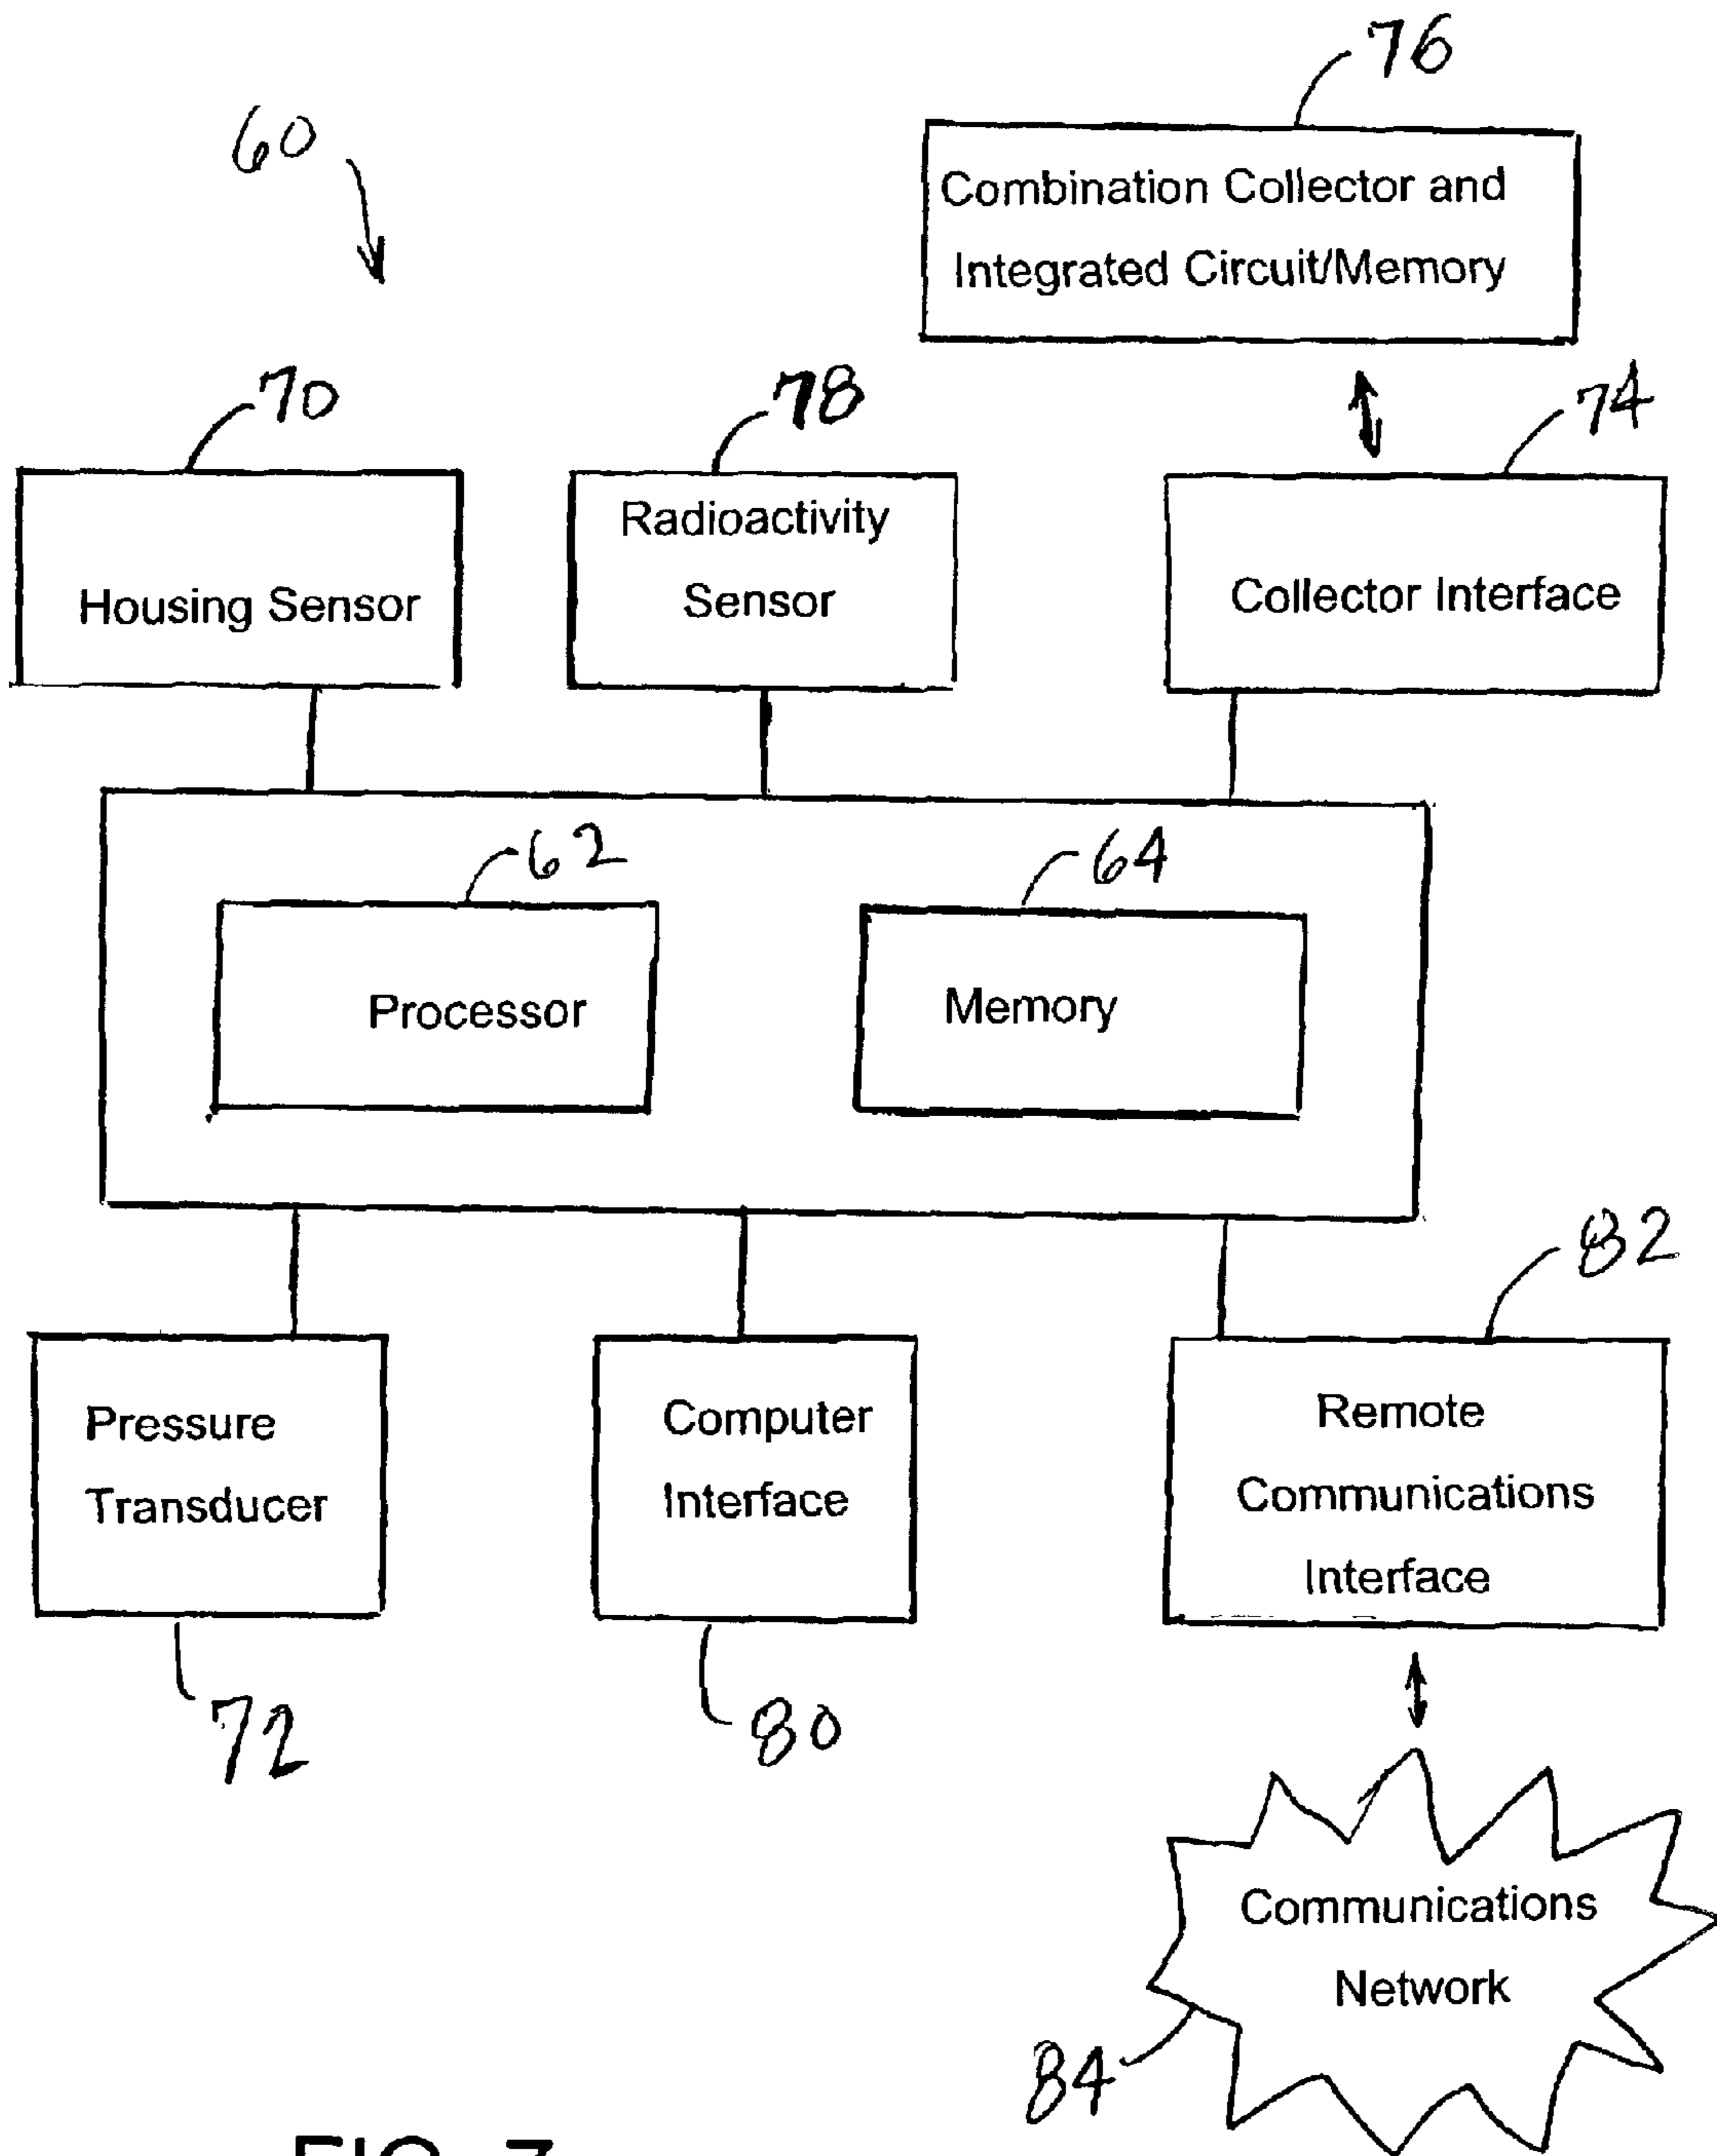 76
60
Combination Collector and
Integrated Circuit/Memory
70
78
74
Housing Sensor
Radioactivity
Sensor
Collector Interface
62
64
Processor
Memory
82
Pressure
Transducer
Computer
Interface
Remote
Communications
Interface
72
80
Communications
Network
84
FIG. 7